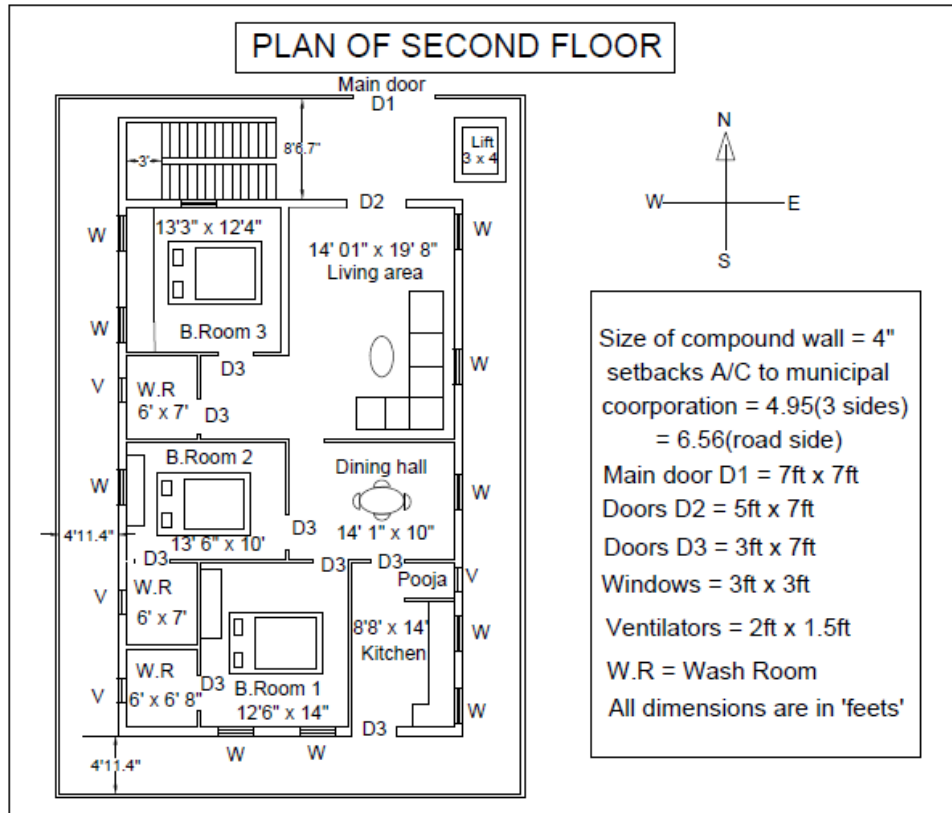 PLAN OF SECOND FLOOR
Main door
D1
N
W
E
S
Lift
3 x 4
3'
8'6.7"
D2
13'3" x 12'4"
W
W
14' 01" x 19' 8"
Living area
W
B.Room 3
W
D3
V
W.R
6' x 7'
D3
B.Room 2
Dining hall
W
W
D3
13' 6" x 10'
14' 1" x 10"
4'11.4"
D3
D3
D3
Pooja
V
V
W.R
6' x 7'
8'8' x 14'
Kitchen
W
W.R
6' x 6' 8"
V
D3
B.Room 1
12'6" x 14"
W
D3
W
W
4'11.4"
Size of compound wall = 4"
setbacks A/C to municipal
coorporation = 4.95(3 sides)
= 6.56(road side)
Main door D1 = 7ft x 7ft
Doors D2 = 5ft x 7ft
Doors D3 = 3ft x 7ft
Windows = 3ft x 3ft
Ventilators = 2ft x 1.5ft
W.R = Wash Room
All dimensions are in 'feets'